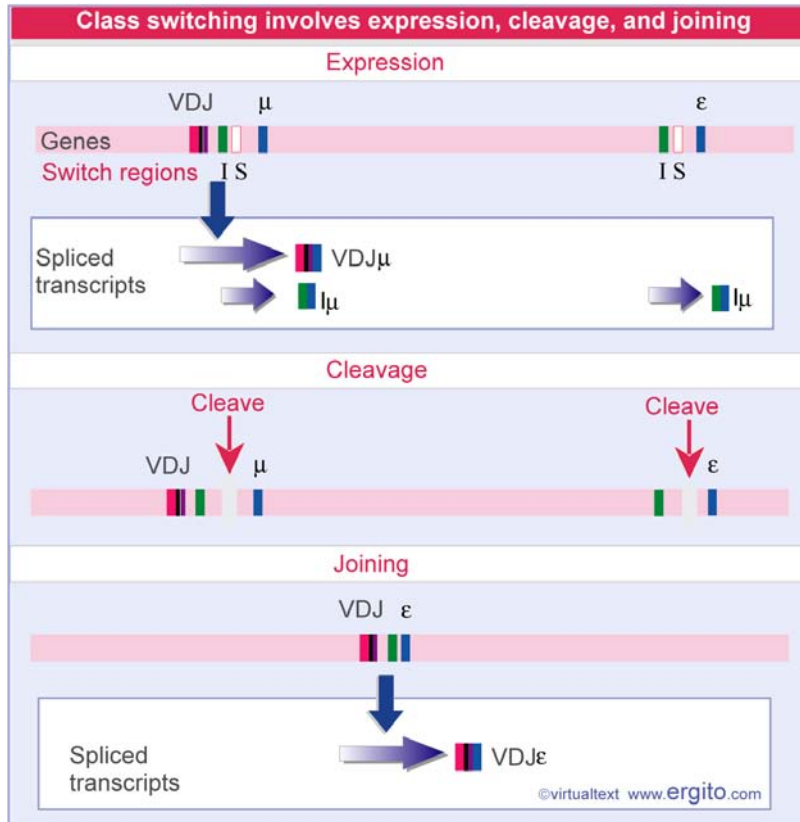 Class switching involves expression, cleavage, and joining
Expression
VDJ μ ε
Genes
Switch regions I S I S
Spliced
transcripts
VDJμ
Iμ Iμ
Cleavage
Cleave Cleave
VDJ μ ε
Joining
VDJ ε
Spliced
transcripts
VDJε
©virtualtext www.ergito.com